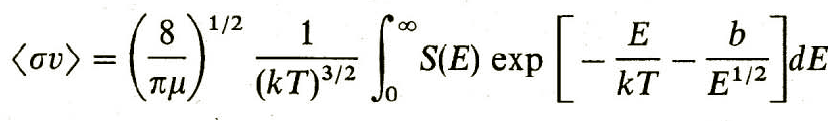 ⟨σv⟩ = (8/πμ)^{1/2} 1/(kT)^{3/2} ∫_0^∞ S(E) exp [ − E/kT − b/E^{1/2} ] dE